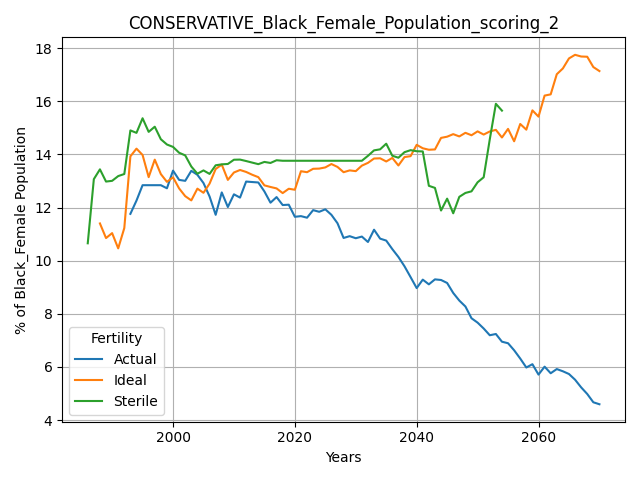 CONSERVATIVE_Black_Female_Population_scoring_2
% of Black_Female Population
18
16
14
12
10
8
6
4
Fertility
Actual
Ideal
Sterile
2000
2020
2040
2060
Years